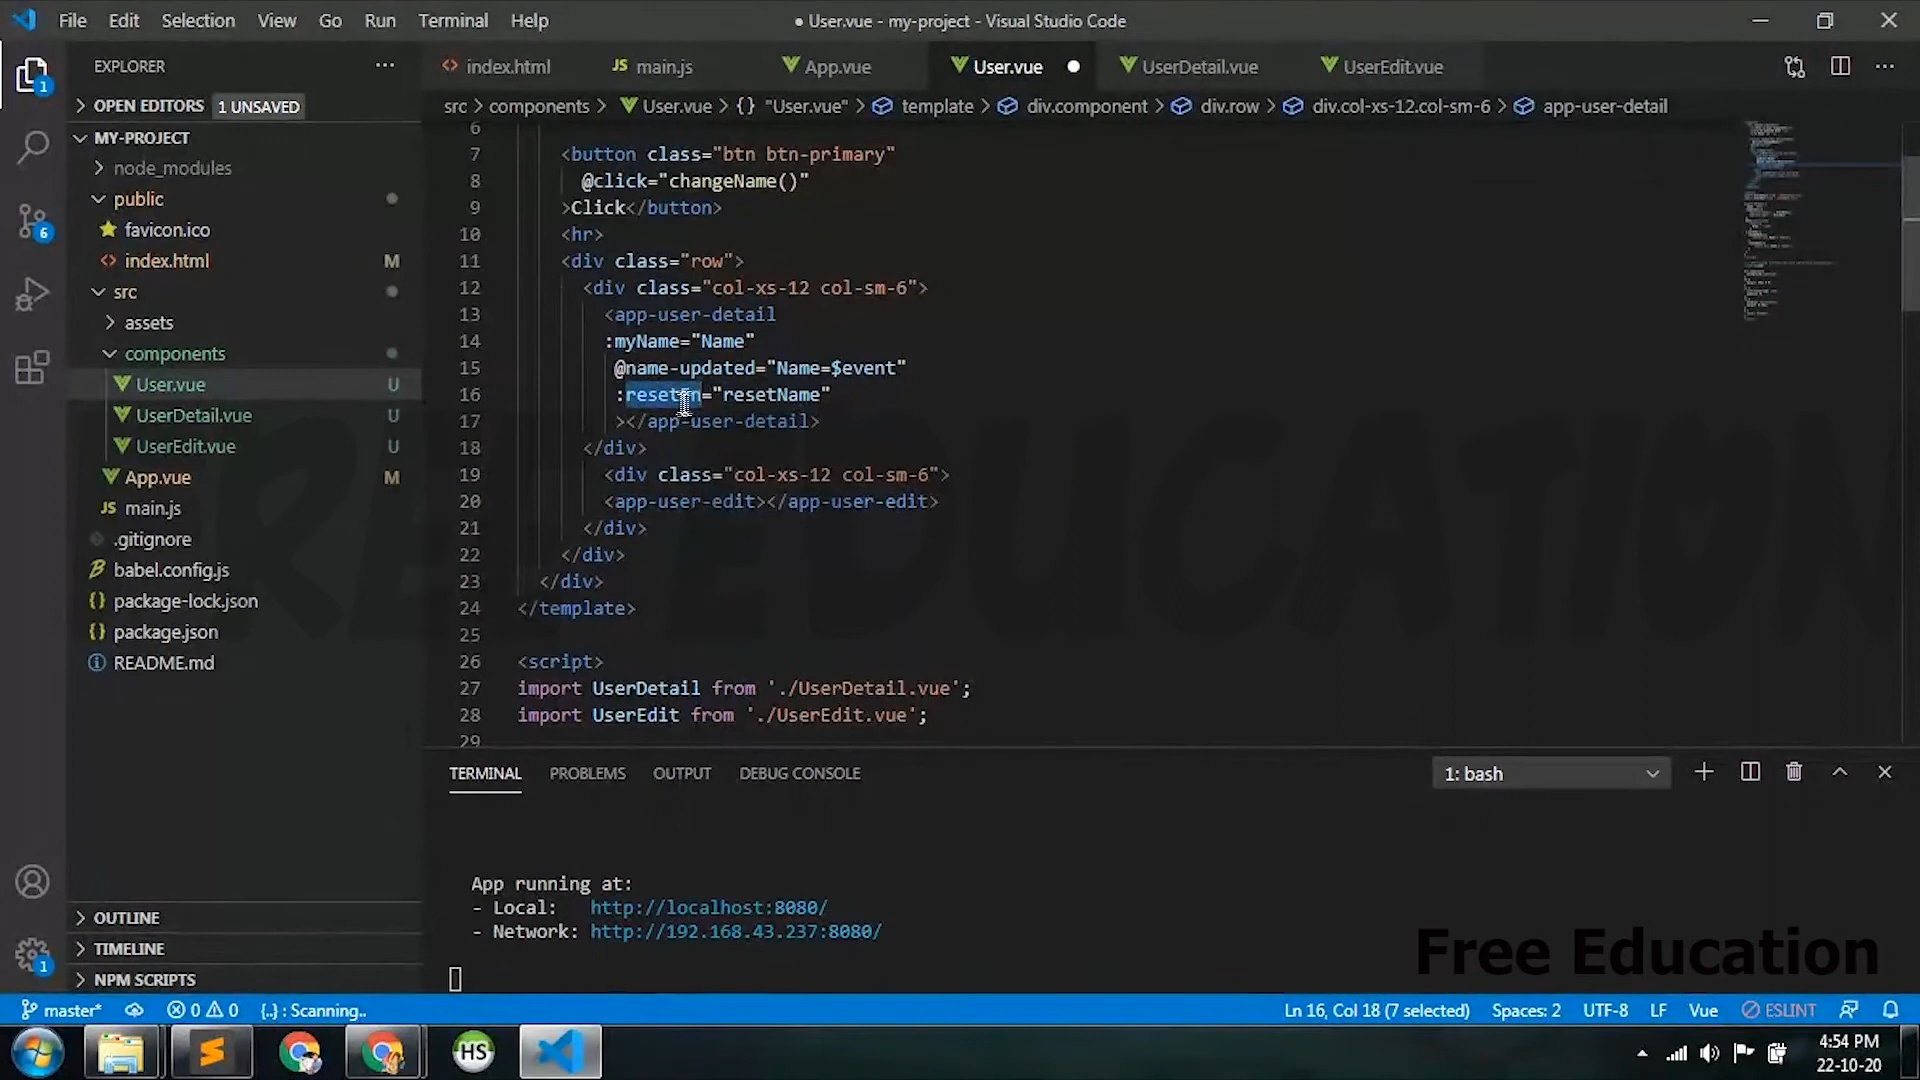 File Edit Selection View Go Run Terminal Help
● User.vue - my-project - Visual Studio Code
EXPLORER
OPEN EDITORS 1 UNSAVED
MY-PROJECT
node_modules
public
favicon.ico
index.html M
src
assets
components
User.vue U
UserDetail.vue U
UserEdit.vue U
App.vue M
main.js
.gitignore
babel.config.js
package-lock.json
package.json
README.md
OUTLINE
TIMELINE
NPM SCRIPTS
index.html main.js App.vue User.vue UserDetail.vue UserEdit.vue
src > components > User.vue > {} "User.vue" > template > div.component > div.row > div.col-xs-12.col-sm-6 > app-user-detail
6
7 <button class="btn btn-primary"
8 @click="changeName()"
9 >Click</button>
10 <hr>
11 <div class="row">
12 <div class="col-xs-12 col-sm-6">
13 <app-user-detail
14 :myName="Name"
15 @name-updated="Name=$event"
16 :resetFn="resetName"
17 ></app-user-detail>
18 </div>
19 <div class="col-xs-12 col-sm-6">
20 <app-user-edit></app-user-edit>
21 </div>
22 </div>
23 </div>
24 </template>
25
26 <script>
27 import UserDetail from './UserDetail.vue';
28 import UserEdit from './UserEdit.vue';
29
TERMINAL PROBLEMS OUTPUT DEBUG CONSOLE
1: bash
App running at:
- Local: http://localhost:8080/
- Network: http://192.168.43.237:8080/
Free Education
master* 0 0 {..} : Scanning..
Ln 16, Col 18 (7 selected) Spaces: 2 UTF-8 LF Vue ESLINT
HS
4:54 PM
22-10-20